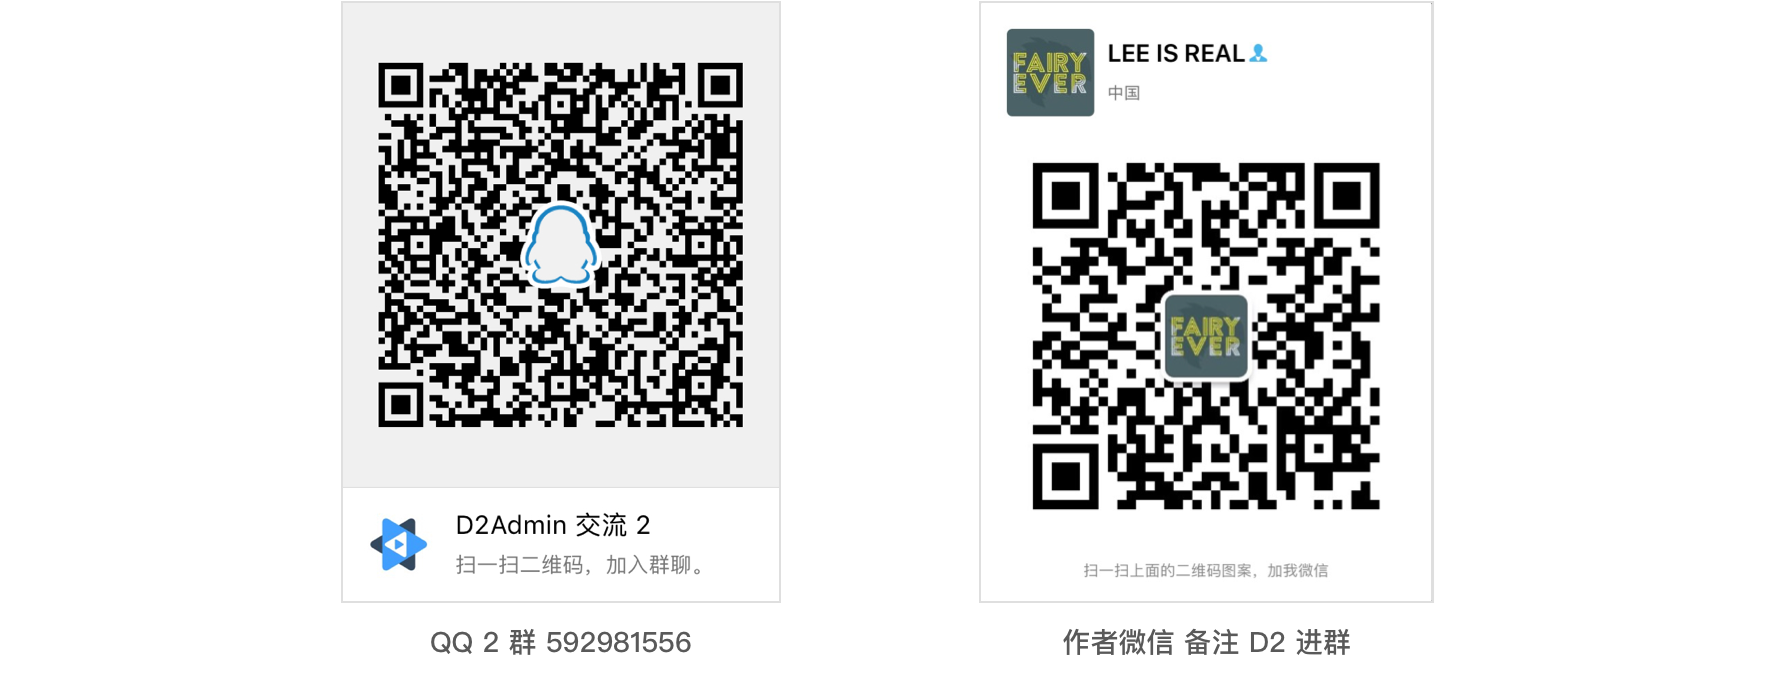 D2Admin 交流 2
扫一扫二维码，加入群聊。
QQ 2 群 592981556
FAIRY
EVER
LEE IS REAL
中国
FAIRY
EVER
扫一扫上面的二维码图案，加我微信
作者微信 备注 D2 进群